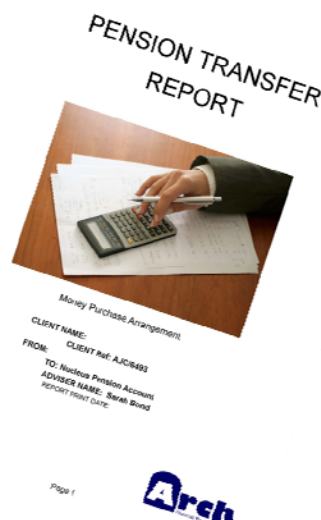 PENSION TRANSFER
REPORT
Money Purchase Arrangement
CLIENT NAME:
CLIENT Ref: AJC/6493
FROM:
TO: Nucleus Pension Account
ADVISER NAME: Sarah Bond
REPORT PRINT DATE:
Page 1
Arch